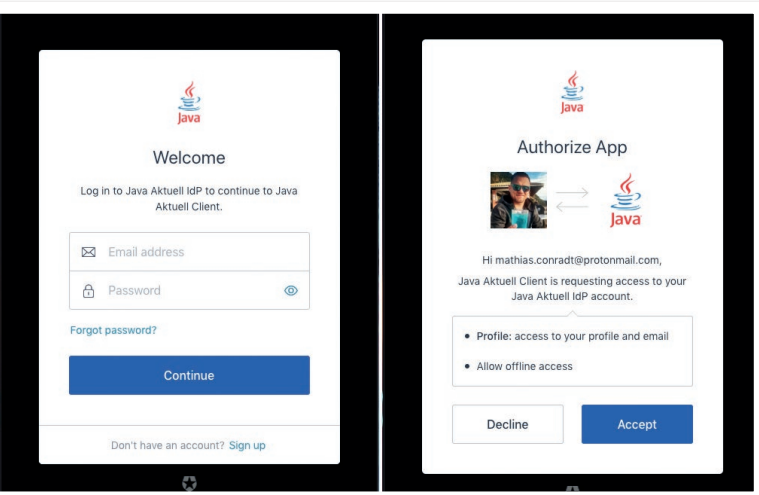 Java
Welcome
Log in to Java Aktuell IdP to continue to Java
Aktuell Client.
Email address
Password
Forgot password?
Continue
Don't have an account? Sign up
Java
Authorize App
Java
Hi mathias.conradt@protonmail.com,
Java Aktuell Client is requesting access to your
Java Aktuell IdP account.
• Profile: access to your profile and email
• Allow offline access
Decline
Accept